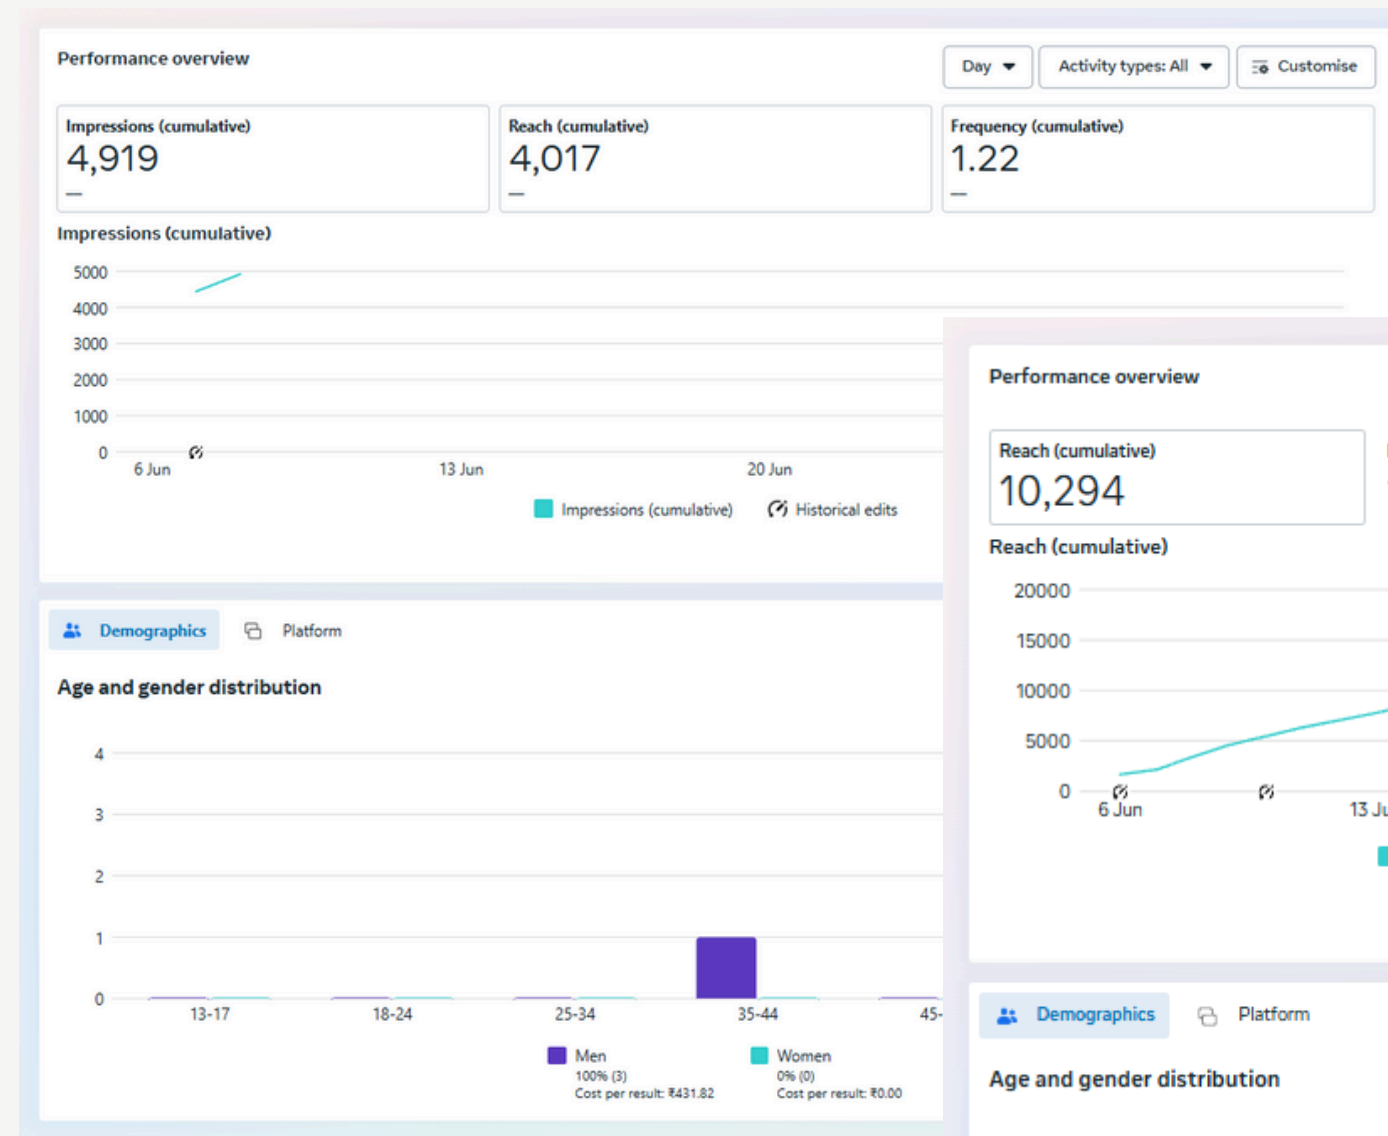 Performance overview
Day
Activity types: All
Customise
Impressions (cumulative)
4,919
—
Reach (cumulative)
4,017
—
Frequency (cumulative)
1.22
—
Impressions (cumulative)
5000
4000
3000
2000
1000
0
6 Jun
13 Jun
20 Jun
Impressions (cumulative)
Historical edits
Demographics
Platform
Age and gender distribution
4
3
2
1
0
13-17
18-24
25-34
35-44
45-
Men
100% (3)
Cost per result: ₹431.82
Women
0% (0)
Cost per result: ₹0.00
Performance overview
Reach (cumulative)
10,294
Reach (cumulative)
20000
15000
10000
5000
0
6 Jun
13 Ju
Demographics
Platform
Age and gender distribution